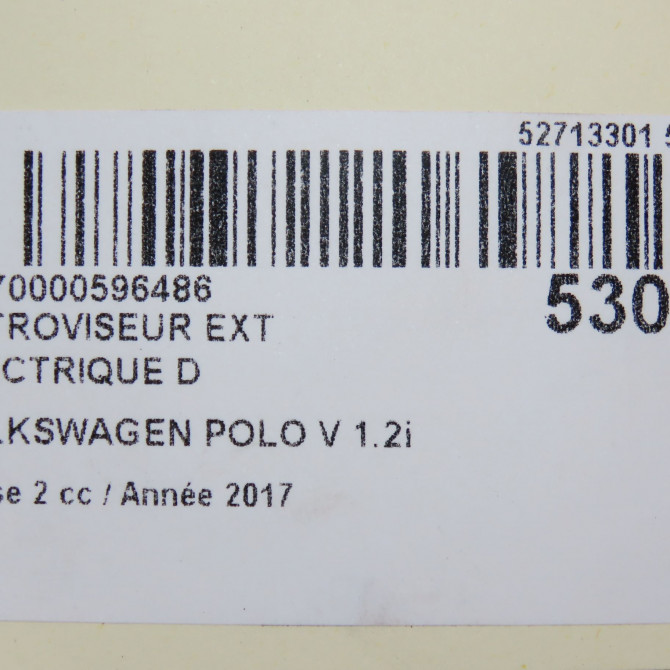 52713301 5
70000596486
530
TROVISEUR EXT
CTRIQUE D
LKSWAGEN POLO V 1.2i
se 2 cc / Année 2017